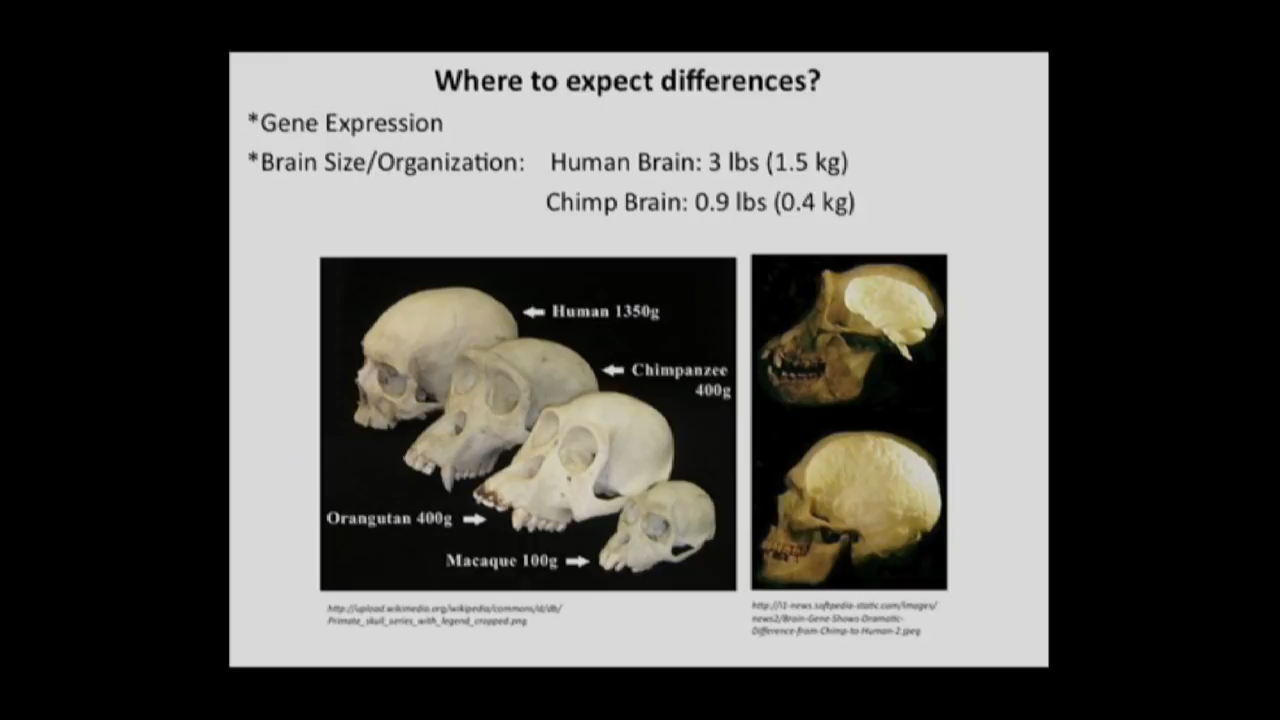 Where to expect differences?
*Gene Expression
*Brain Size/Organization: Human Brain: 3 lbs (1.5 kg)
Chimp Brain: 0.9 lbs (0.4 kg)
Human 1350g
Chimpanzee
400g
Orangutan 400g
Macaque 100g
http://upload.wikimedia.org/wikipedia/commons/d/db/
Primate_skull_series_with_legend_cropped.png
http://i1-news.softpedia-static.com/images/
news2/Brain-Gene-Shows-Dramatic-
Difference-from-Chimp-to-Human-2.jpeg